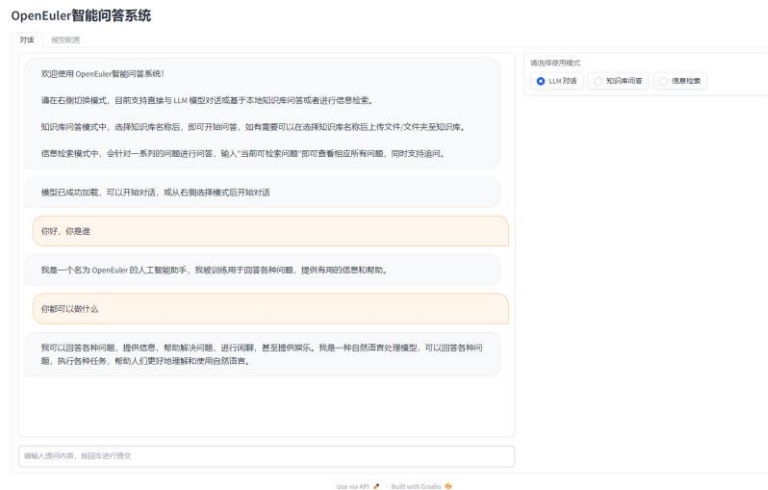 OpenEuler智能问答系统
对话 模型配置
欢迎使用 OpenEuler智能问答系统！
请在右侧切换模式，目前支持直接与 LLM 模型对话或基于本地知识库问答或者进行信息检索。
知识库问答模式中，选择知识库名称后，即可开始问答，如有需要可以在选择知识库名称后上传文件/文件夹至知识库。
信息检索模式中，会针对一系列的问题进行问答，输入"当前可检索问题"即可查看相应所有问题，同时支持追问。
模型已成功加载，可以开始对话，或从右侧选择模式后开始对话
你好，你是谁
我是一个名为 OpenEuler 的人工智能助手，我被训练用于回答各种问题，提供有用的信息和帮助。
你都可以做什么
我可以回答各种问题，提供信息，帮助解决问题，进行闲聊，甚至提供娱乐。我是一种自然语言处理模型，可以回答各种问
题，执行各种任务，帮助人们更好地理解和使用自然语言。
请输入提问内容，按回车进行提交
请选择使用模式
LLM 对话 知识库问答 信息检索
Use via API · Built with Gradio